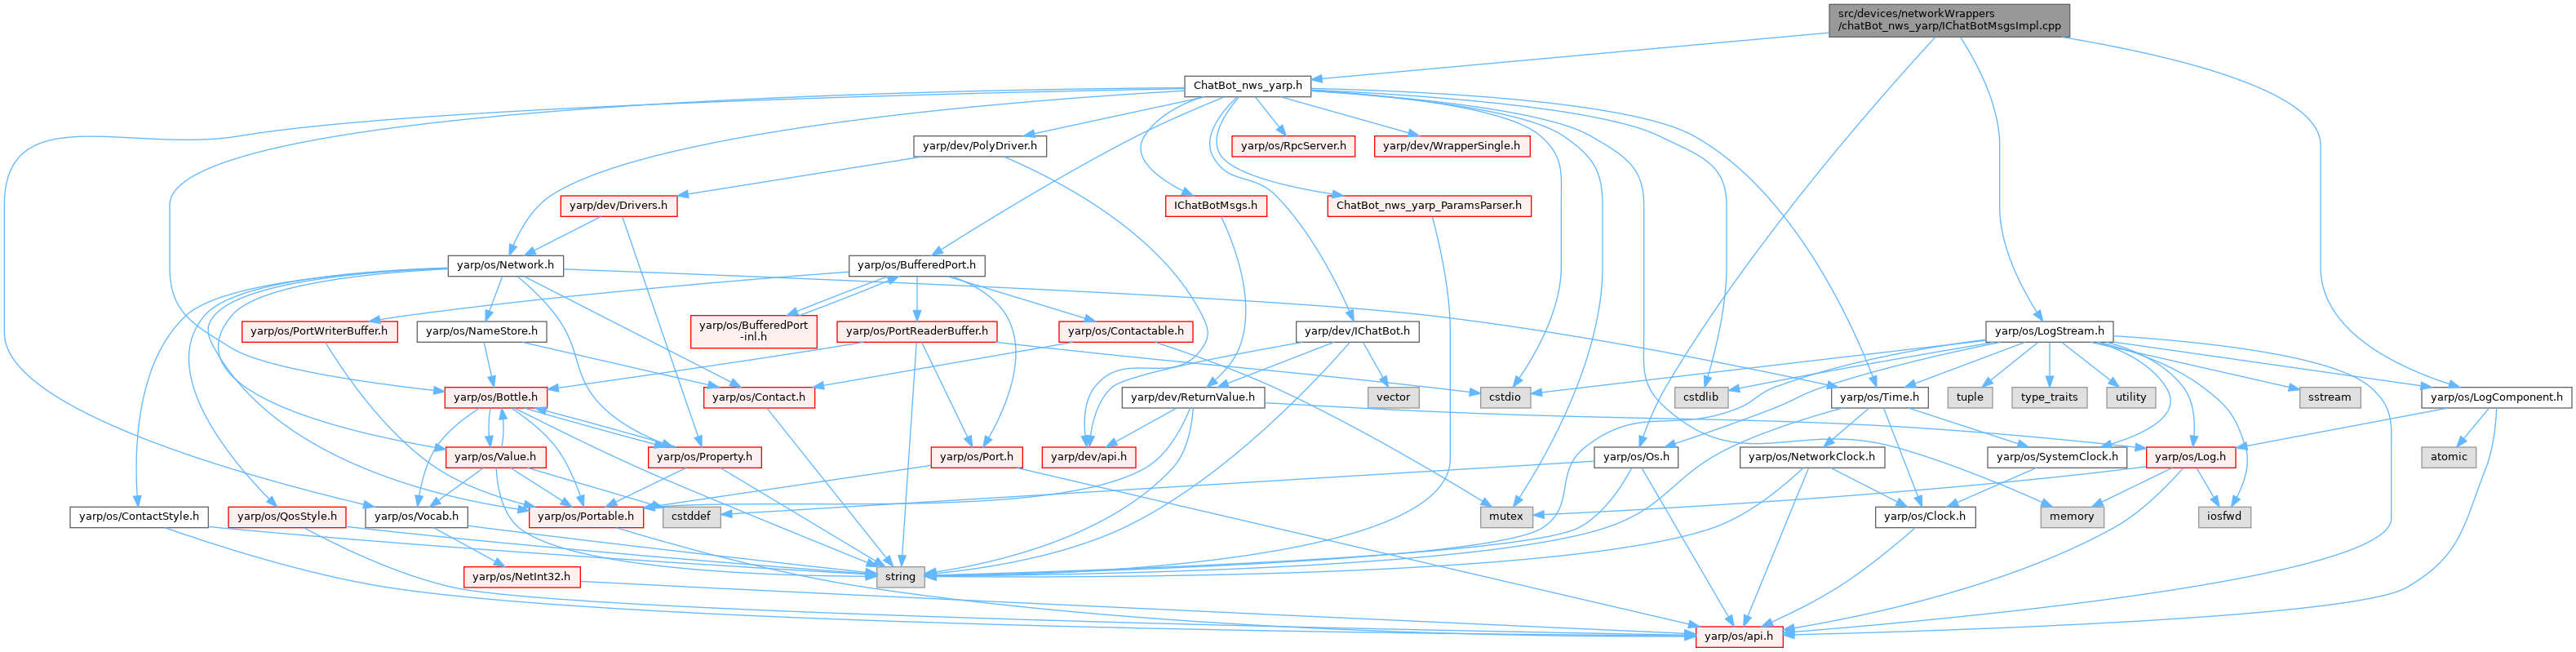 src/devices/networkWrappers
/chatBot_nws_yarp/IChatBotMsgsImpl.cpp
ChatBot_nws_yarp.h
yarp/dev/PolyDriver.h
yarp/os/RpcServer.h
yarp/dev/WrapperSingle.h
yarp/dev/Drivers.h
IChatBotMsgs.h
ChatBot_nws_yarp_ParamsParser.h
yarp/os/Network.h
yarp/os/BufferedPort.h
yarp/os/PortWriterBuffer.h
yarp/os/NameStore.h
yarp/os/BufferedPort
-inl.h
yarp/os/PortReaderBuffer.h
yarp/os/Contactable.h
yarp/dev/IChatBot.h
yarp/os/LogStream.h
yarp/os/Bottle.h
yarp/os/Contact.h
yarp/dev/ReturnValue.h
vector
cstdio
cstdlib
yarp/os/Time.h
tuple
type_traits
utility
sstream
yarp/os/LogComponent.h
yarp/os/Value.h
yarp/os/Property.h
yarp/os/Port.h
yarp/dev/api.h
yarp/os/Os.h
yarp/os/NetworkClock.h
yarp/os/SystemClock.h
yarp/os/Log.h
atomic
yarp/os/ContactStyle.h
yarp/os/QosStyle.h
yarp/os/Vocab.h
yarp/os/Portable.h
cstddef
mutex
yarp/os/Clock.h
memory
iosfwd
yarp/os/NetInt32.h
string
yarp/os/api.h